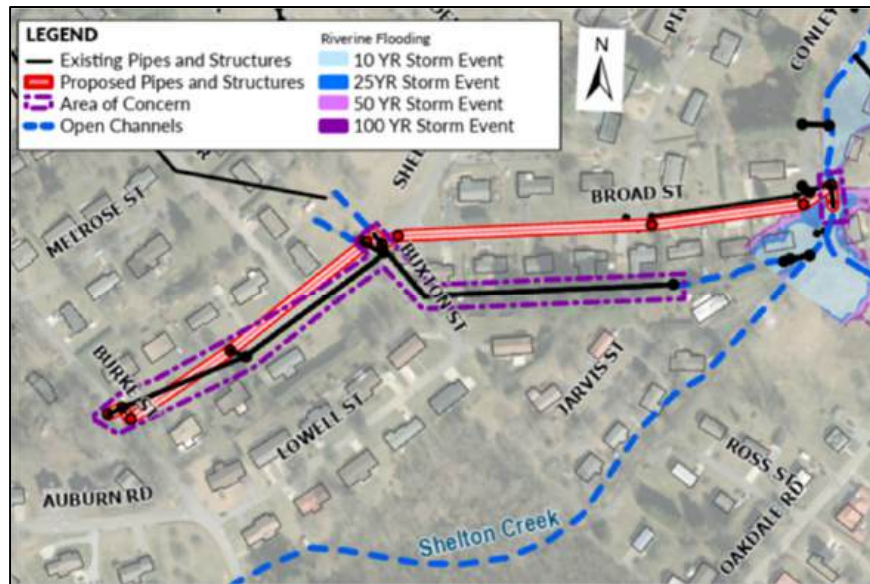 LEGEND
Existing Pipes and Structures
Proposed Pipes and Structures
Area of Concern
Open Channels
Riverine Flooding
10 YR Storm Event
25YR Storm Event
50 YR Storm Event
100 YR Storm Event
N
CONLEY
BROAD ST
MELROSE ST
BUXTON ST
BURKE ST
JARVIS ST
LOWELL ST
ROSS ST
AUBURN RD
OAKDALE RD
Shelton Creek